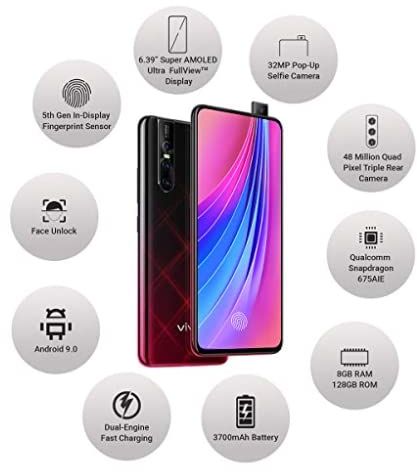 6.39" Super AMOLED
Ultra FullView™
Display
32MP Pop-Up
Selfie Camera
5th Gen In-Display
Fingerprint Sensor
48 Million Quad
Pixel Triple Rear
Camera
Face Unlock
Qualcomm
Snapdragon
675AIE
Android 9.0
viv
8GB RAM
128GB ROM
Dual-Engine
Fast Charging
3700mAh Battery